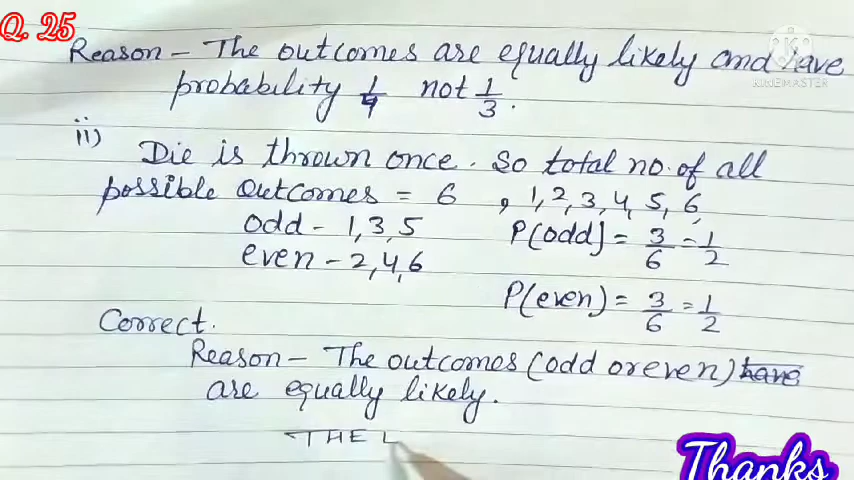 Q. 25
Reason - The outcomes are equally likely and have
probability 1/4 not 1/3.
ii) Die is thrown once. So total no. of all
possible outcomes = 6 , 1, 2, 3, 4, 5, 6,
odd - 1, 3, 5 P(odd) = 3/6 = 1/2
even - 2, 4, 6
P(even) = 3/6 = 1/2
Correct.
Reason - The outcomes (odd or even) have
are equally likely.
THE
Thanks
KINEMASTER